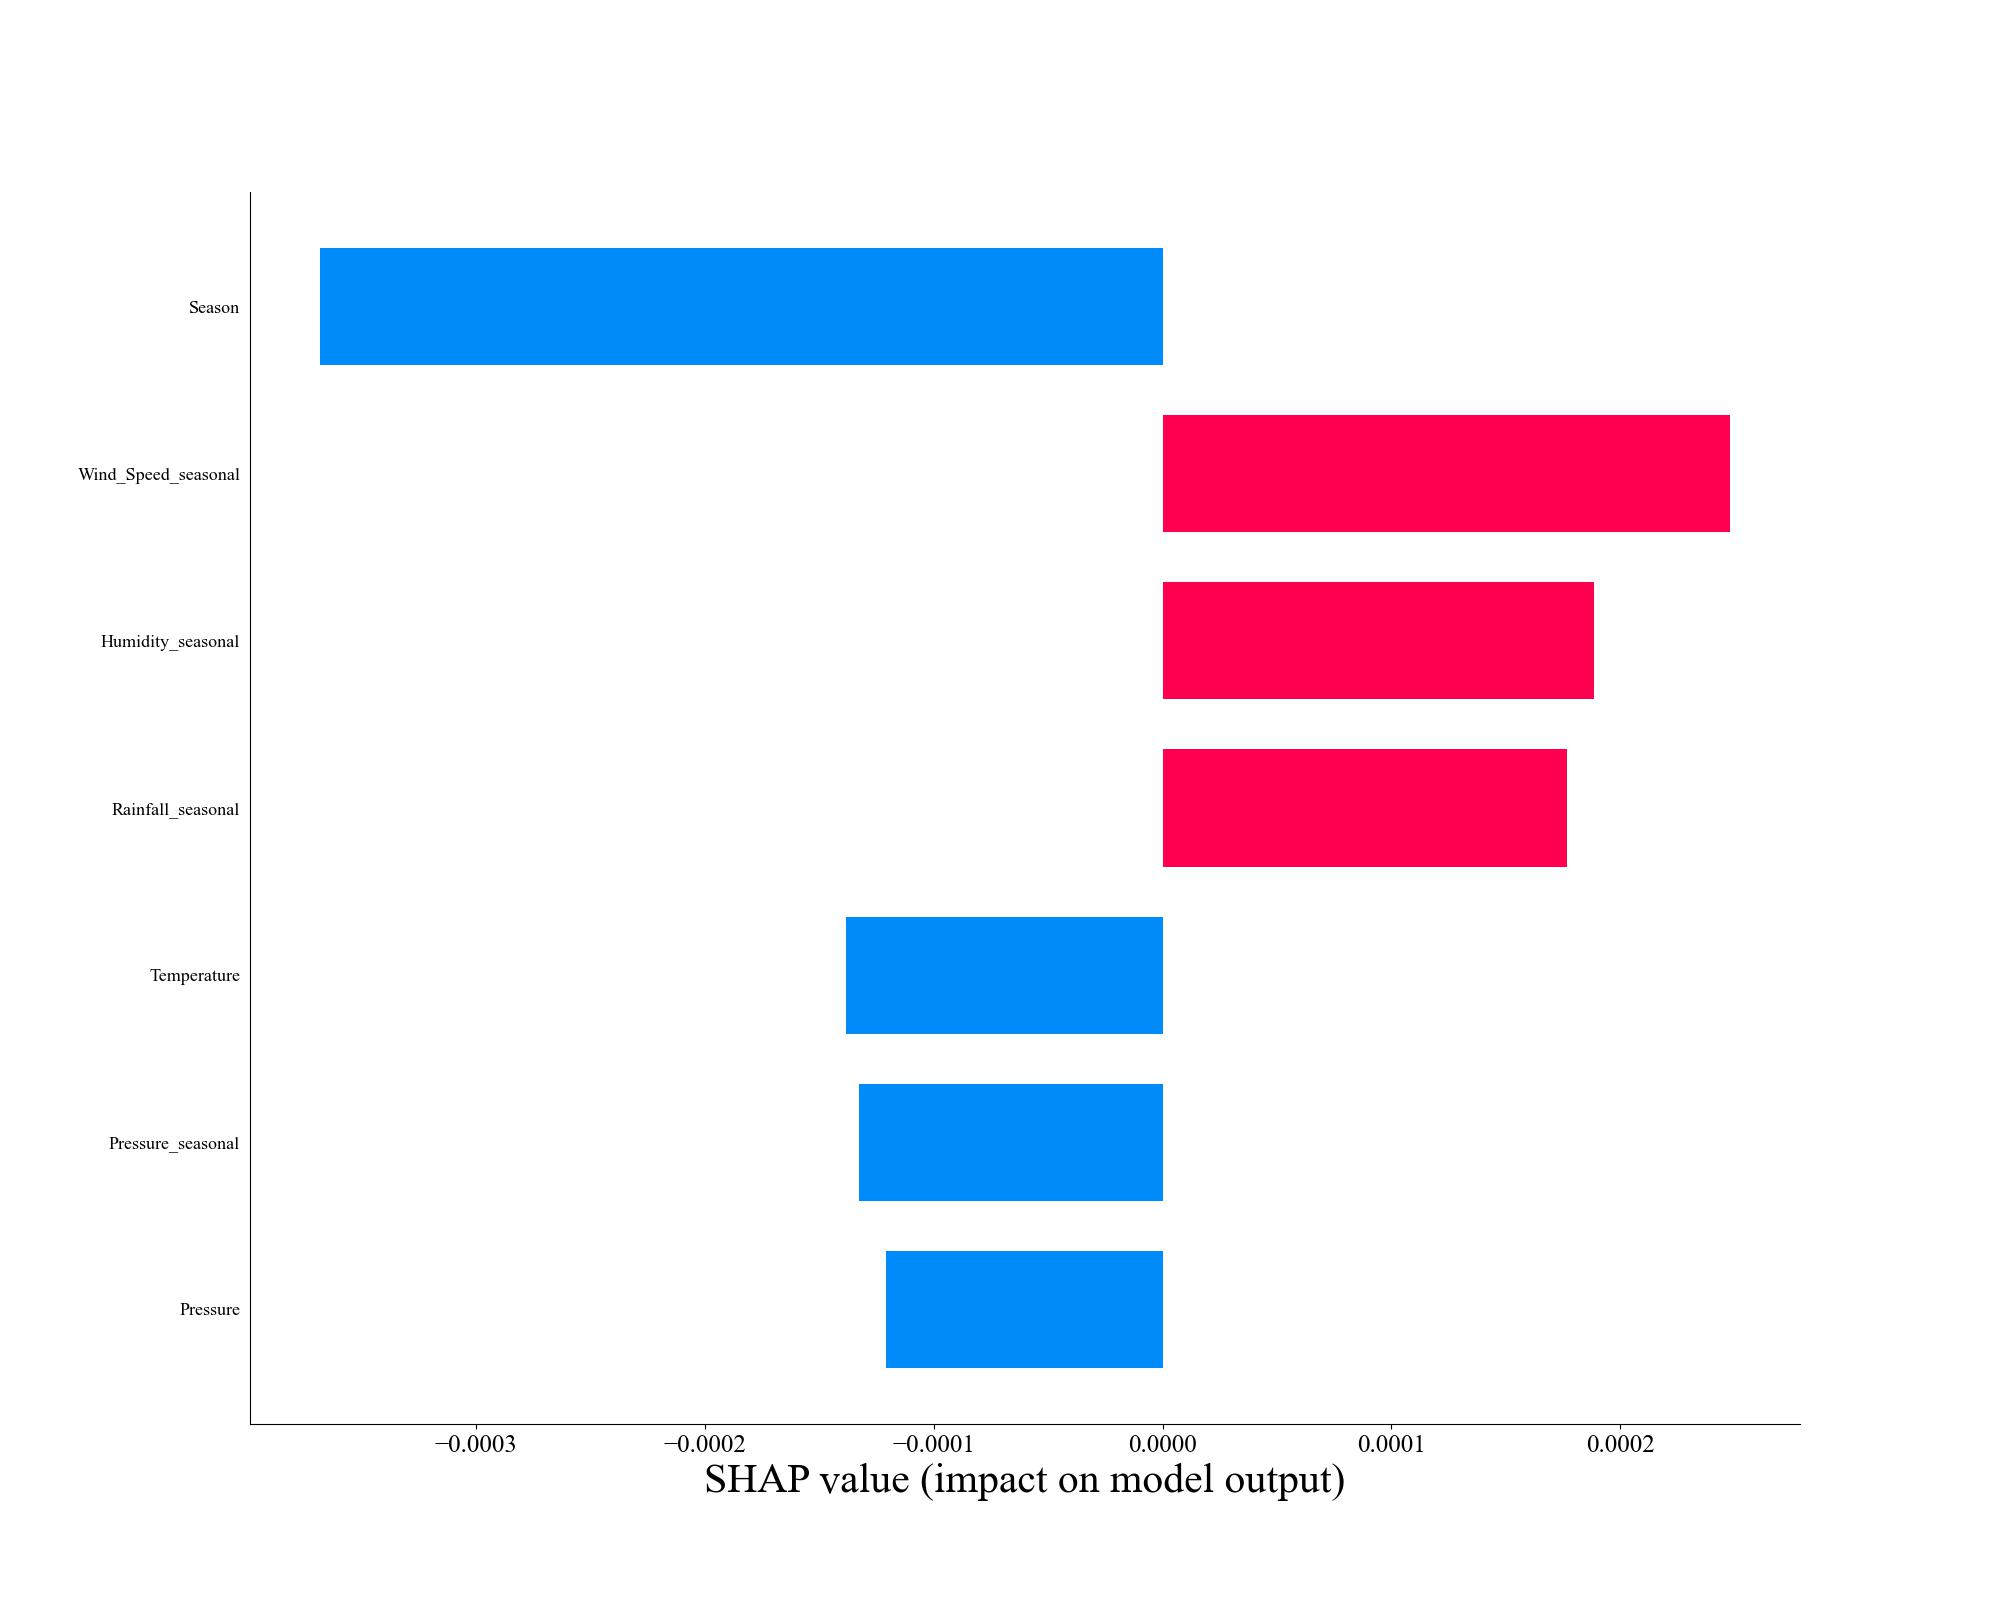 Season
Wind_Speed_seasonal
Humidity_seasonal
Rainfall_seasonal
Temperature
Pressure_seasonal
Pressure
−0.0003 −0.0002 −0.0001 0.0000 0.0001 0.0002
SHAP value (impact on model output)